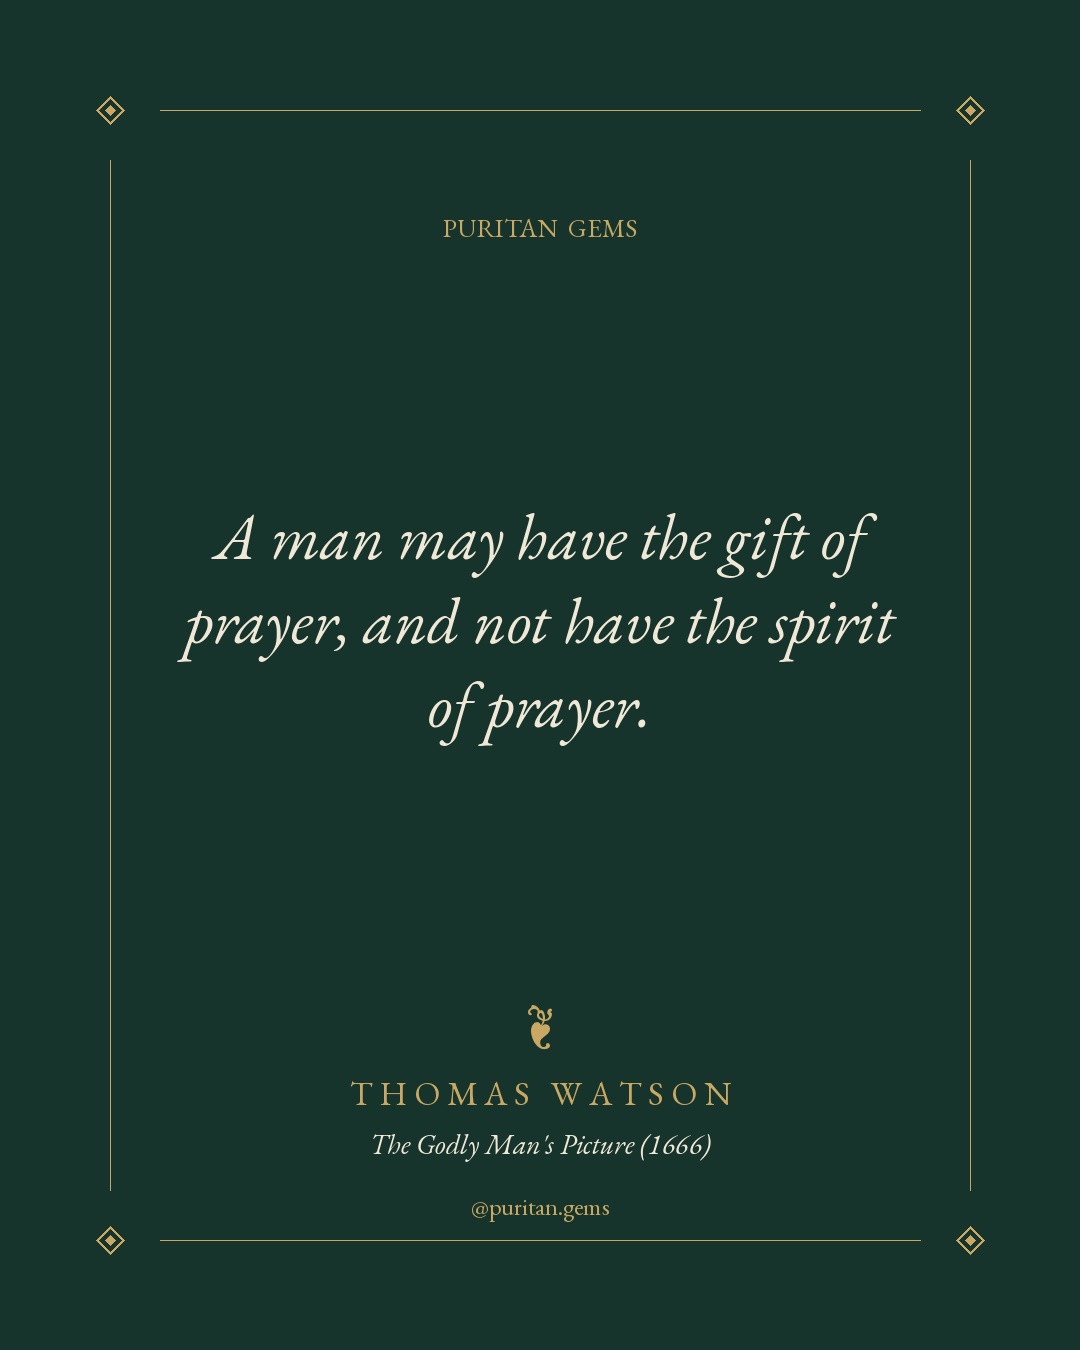 PURITAN GEMS
A man may have the gift of
prayer, and not have the spirit
of prayer.
THOMAS WATSON
The Godly Man's Picture (1666)
@puritan.gems